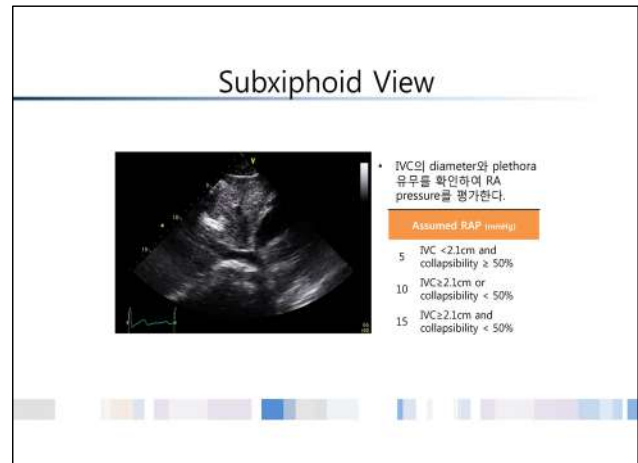 Subxiphoid View
V
• IVC의 diameter와 plethora
유무를 확인하여 RA
pressure를 평가한다.
Assumed RAP (mmHg)
5 IVC <2.1cm and
collapsibility ≥ 50%
10 IVC≥2.1cm or
collapsibility < 50%
15 IVC≥2.1cm and
collapsibility < 50%